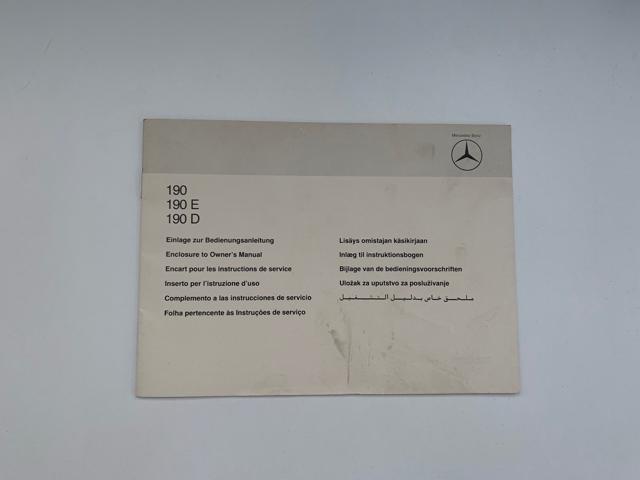 Mercedes-Benz
190
190 E
190 D
Einlage zur Bedienungsanleitung
Enclosure to Owner's Manual
Encart pour les instructions de service
Inserto per l'istruzione d'uso
Complemento a las instrucciones de servicio
Folha pertencente às Instruções de serviço
Lisäys omistajan käsikirjaan
Inlæg til instruktionsbogen
Bijlage van de bedieningsvoorschriften
Uložak za uputstvo za posluživanje
ملحق خاص بدليل التشغيل